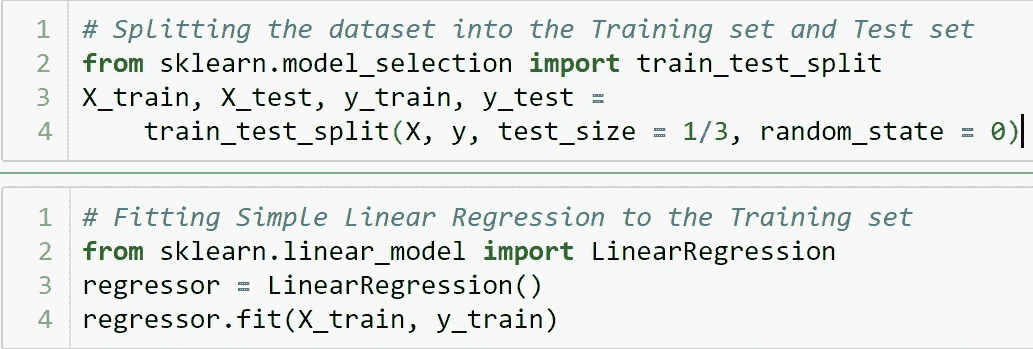 1 # Splitting the dataset into the Training set and Test set
2 from sklearn.model_selection import train_test_split
3 X_train, X_test, y_train, y_test =
4     train_test_split(X, y, test_size = 1/3, random_state = 0)
1 # Fitting Simple Linear Regression to the Training set
2 from sklearn.linear_model import LinearRegression
3 regressor = LinearRegression()
4 regressor.fit(X_train, y_train)